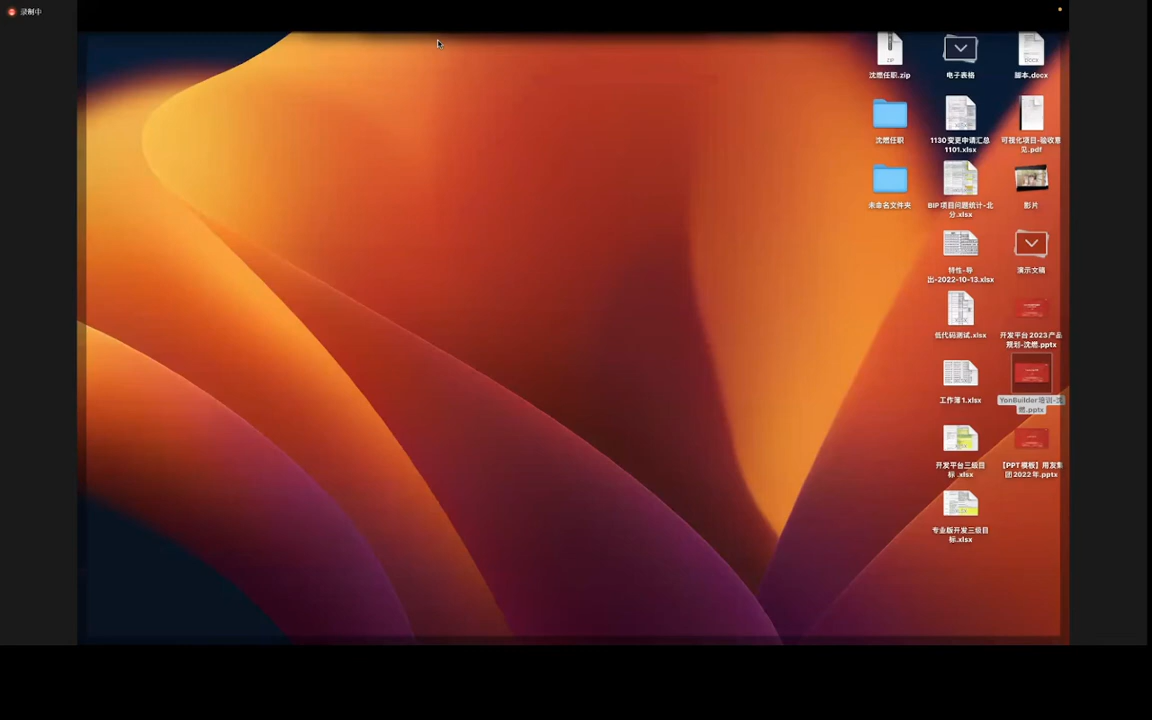 录制中
沈燃任职.zip
电子表格
脚本.docx
沈燃任职
1130变更申请汇总
1101.xlsx
可视化项目-验收意
见.pdf
未命名文件夹
BIP项目问题统计-北
分.xlsx
影片
特性-导
出-2022-10-13.xlsx
演示文稿
低代码测试.xlsx
开发平台2023产品
规划-沈燃.pptx
工作簿1.xlsx
YonBuilder培训-沈
燃.pptx
开发平台三级目
标 .xlsx
【PPT模板】用友集
团2022年.pptx
专业版开发三级目
标.xlsx